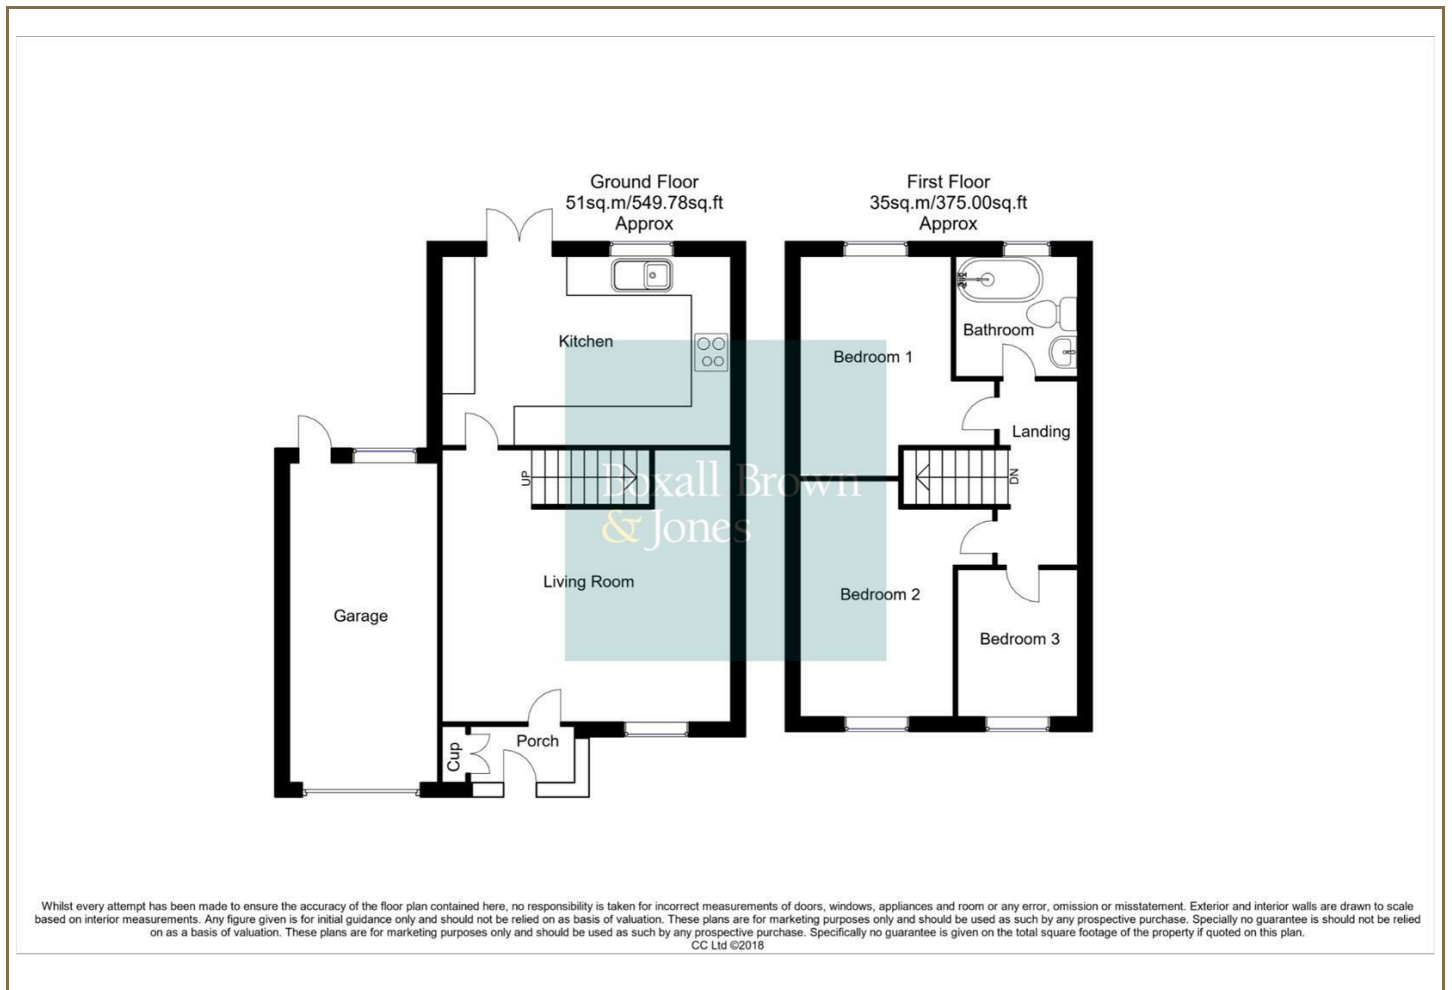 Ground Floor
51sq.m/549.78sq.ft
Approx
First Floor
35sq.m/375.00sq.ft
Approx
Kitchen
Bedroom 1
Bathroom
Landing
UP
DN
Boxall Brown
& Jones
Living Room
Bedroom 2
Garage
Bedroom 3
Porch
Cup
Whilst every attempt has been made to ensure the accuracy of the floor plan contained here, no responsibility is taken for incorrect measurements of doors, windows, appliances and room or any error, omission or misstatement. Exterior and interior walls are drawn to scale
based on interior measurements. Any figure given is for initial guidance only and should not be relied on as basis of valuation. These plans are for marketing purposes only and should be used as such by any prospective purchase. Specially no guarantee is should not be relied
on as a basis of valuation. These plans are for marketing purposes only and should be used as such by any prospective purchase. Specifically no guarantee is given on the total square footage of the property if quoted on this plan.
CC Ltd ©2018